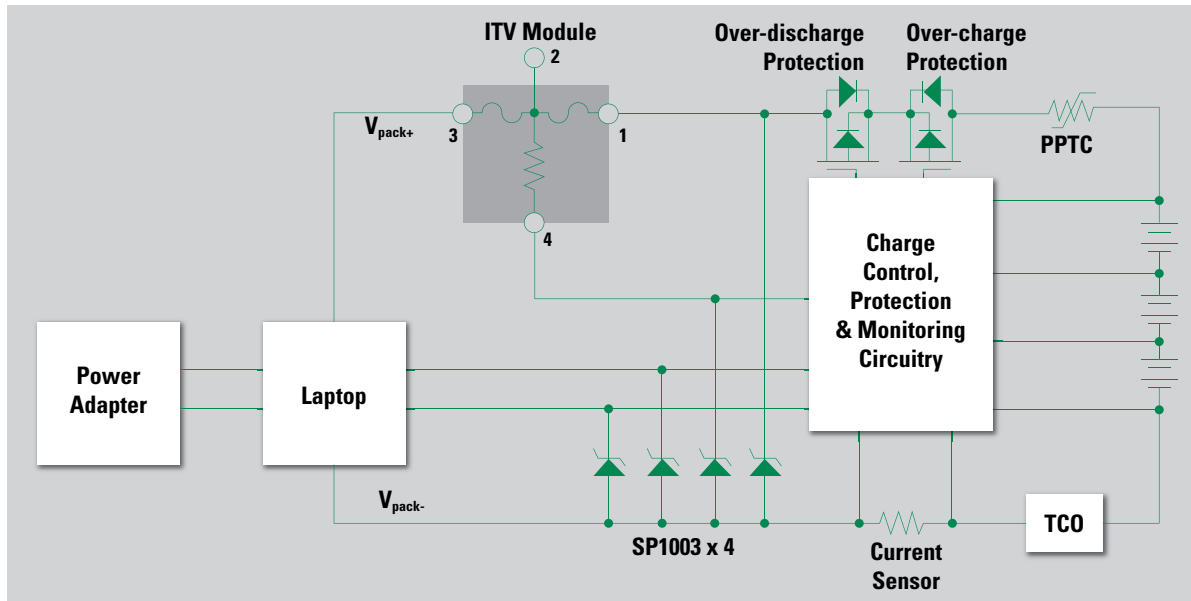 ITV Module
2
Over-discharge
Protection
Over-charge
Protection
Vpack+
3
1
PPTC
4
Charge
Control,
Protection
& Monitoring
Circuitry
Power
Adapter
Laptop
Vpack-
SP1003 x 4
Current
Sensor
TCO